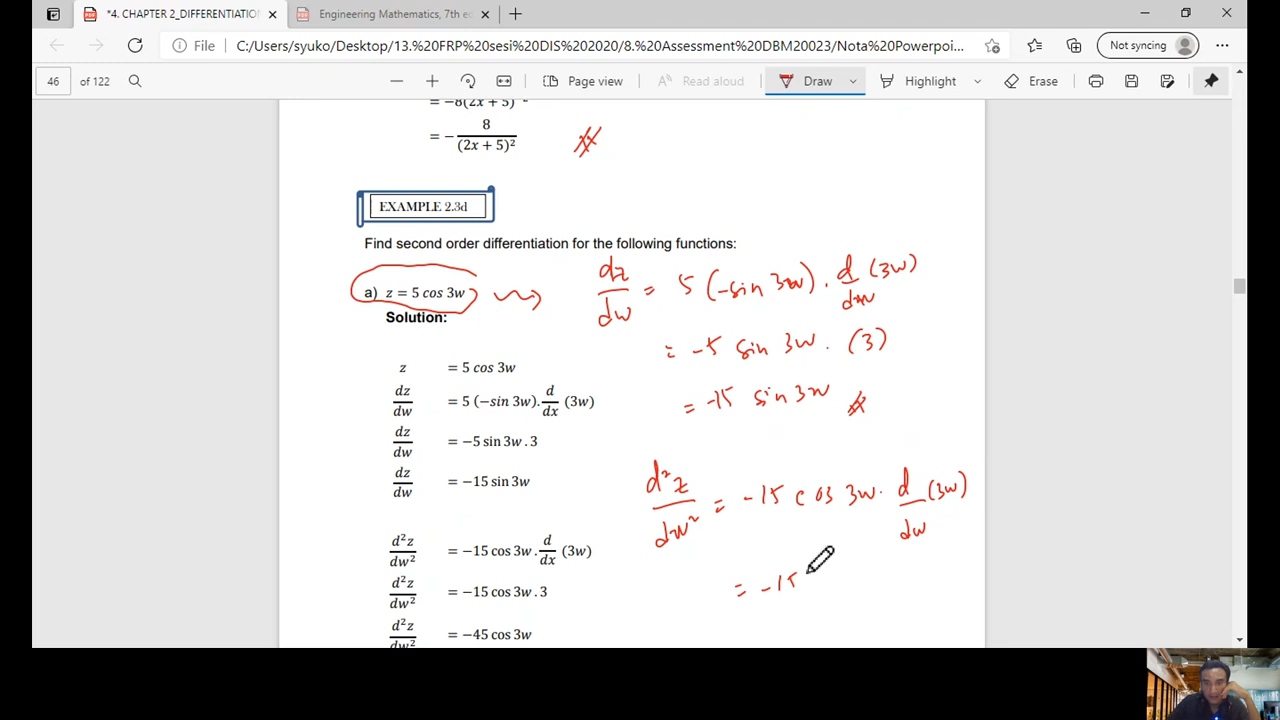 *4. CHAPTER 2_DIFFERENTIATIO
Engineering Mathematics, 7th e
File
C:/Users/syuko/Desktop/13.%20FRP%20sesi%20DIS%202020/8.%20Assessment%20DBM20023/Nota%20Powerpoi...
Not syncing
46 of 122
Page view
Read aloud
Draw
Highlight
Erase
= −8(2x + 5)⁻²
= − 8/(2x + 5)²
EXAMPLE 2.3d
Find second order differentiation for the following functions:
a) z = 5 cos 3w
Solution:
z = 5 cos 3w
dz/dw = 5 (−sin 3w). d/dx (3w)
dz/dw = −5 sin 3w . 3
dz/dw = −15 sin 3w
d²z/dw² = −15 cos 3w. d/dx (3w)
d²z/dw² = −15 cos 3w . 3
d²z/dw² = −45 cos 3w
dz/dw = 5 (−sin 3w) . d/dw (3w)
= −5 sin 3w . (3)
= −15 sin 3w
d²z/dw² = −15 cos 3w . d/dw (3w)
= −15